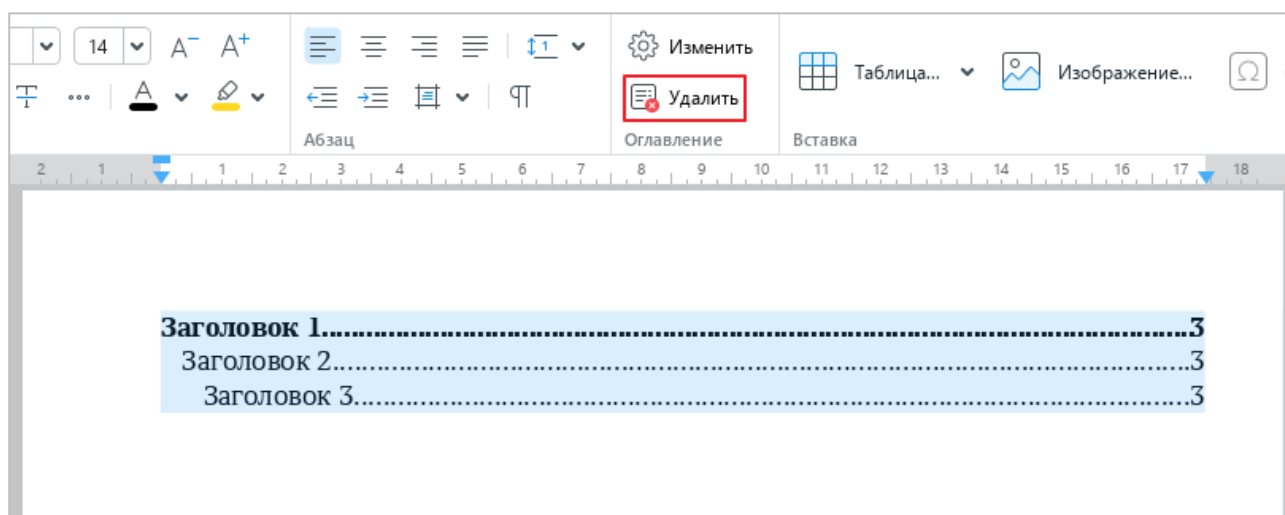 14 A⁻ A⁺ 1 Изменить
Таблица... Изображение... Ω
A ¶ Удалить
Абзац Оглавление Вставка
2 1 1 2 3 4 5 6 7 8 9 10 11 12 13 14 15 16 17 18
Заголовок 1...3
Заголовок 2...3
Заголовок 3...3